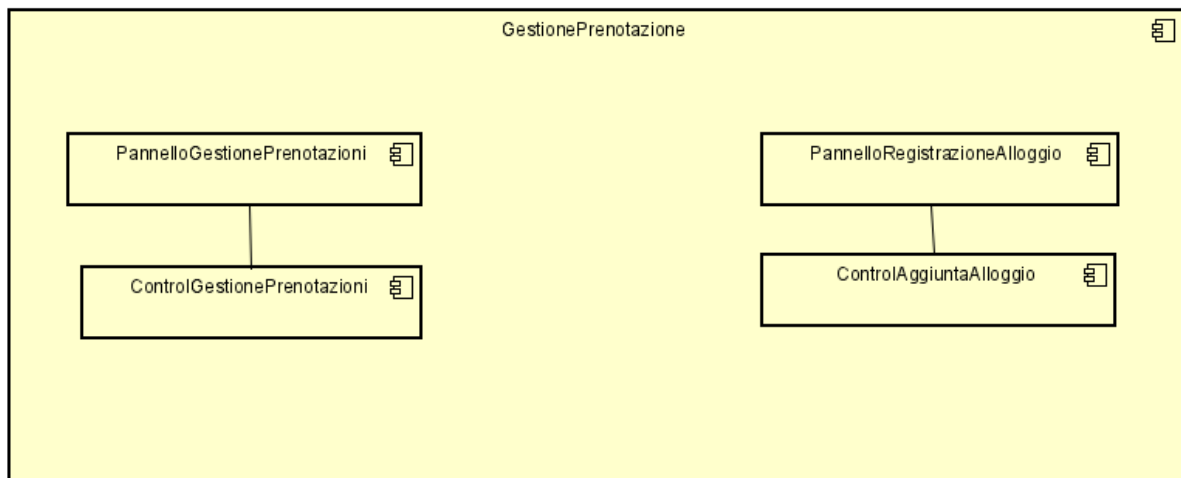 GestionePrenotazione
PannelloGestionePrenotazioni
PannelloRegistrazioneAlloggio
ControlGestionePrenotazioni
ControlAggiuntaAlloggio